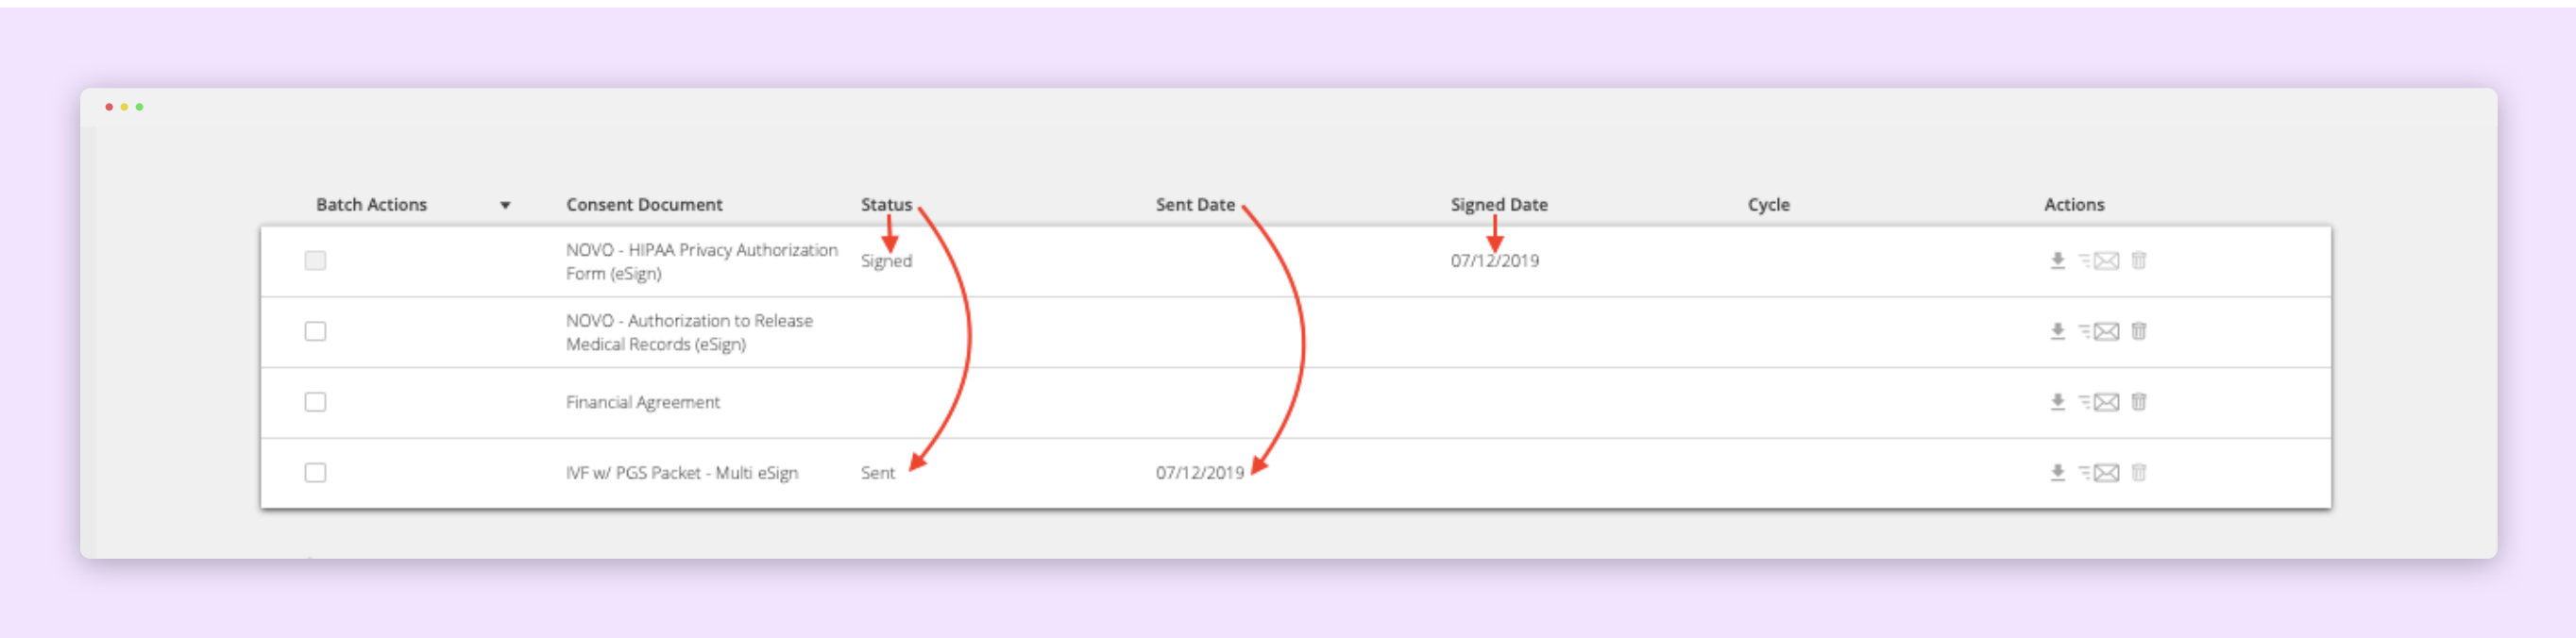 Batch Actions Consent Document Status Sent Date Signed Date Cycle Actions
NOVO - HIPAA Privacy Authorization
Form (eSign)
Signed 07/12/2019
NOVO - Authorization to Release
Medical Records (eSign)
Financial Agreement
IVF w/ PGS Packet - Multi eSign Sent 07/12/2019